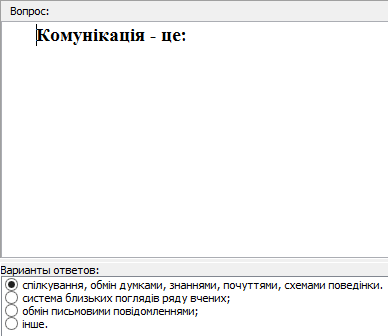 Вопрос:
Комунікація - це:
Варианты ответов:
спілкування, обмін думками, знаннями, почуттями, схемами поведінки.
система близьких поглядів ряду вчених;
обмін письмовими повідомленнями;
інше.